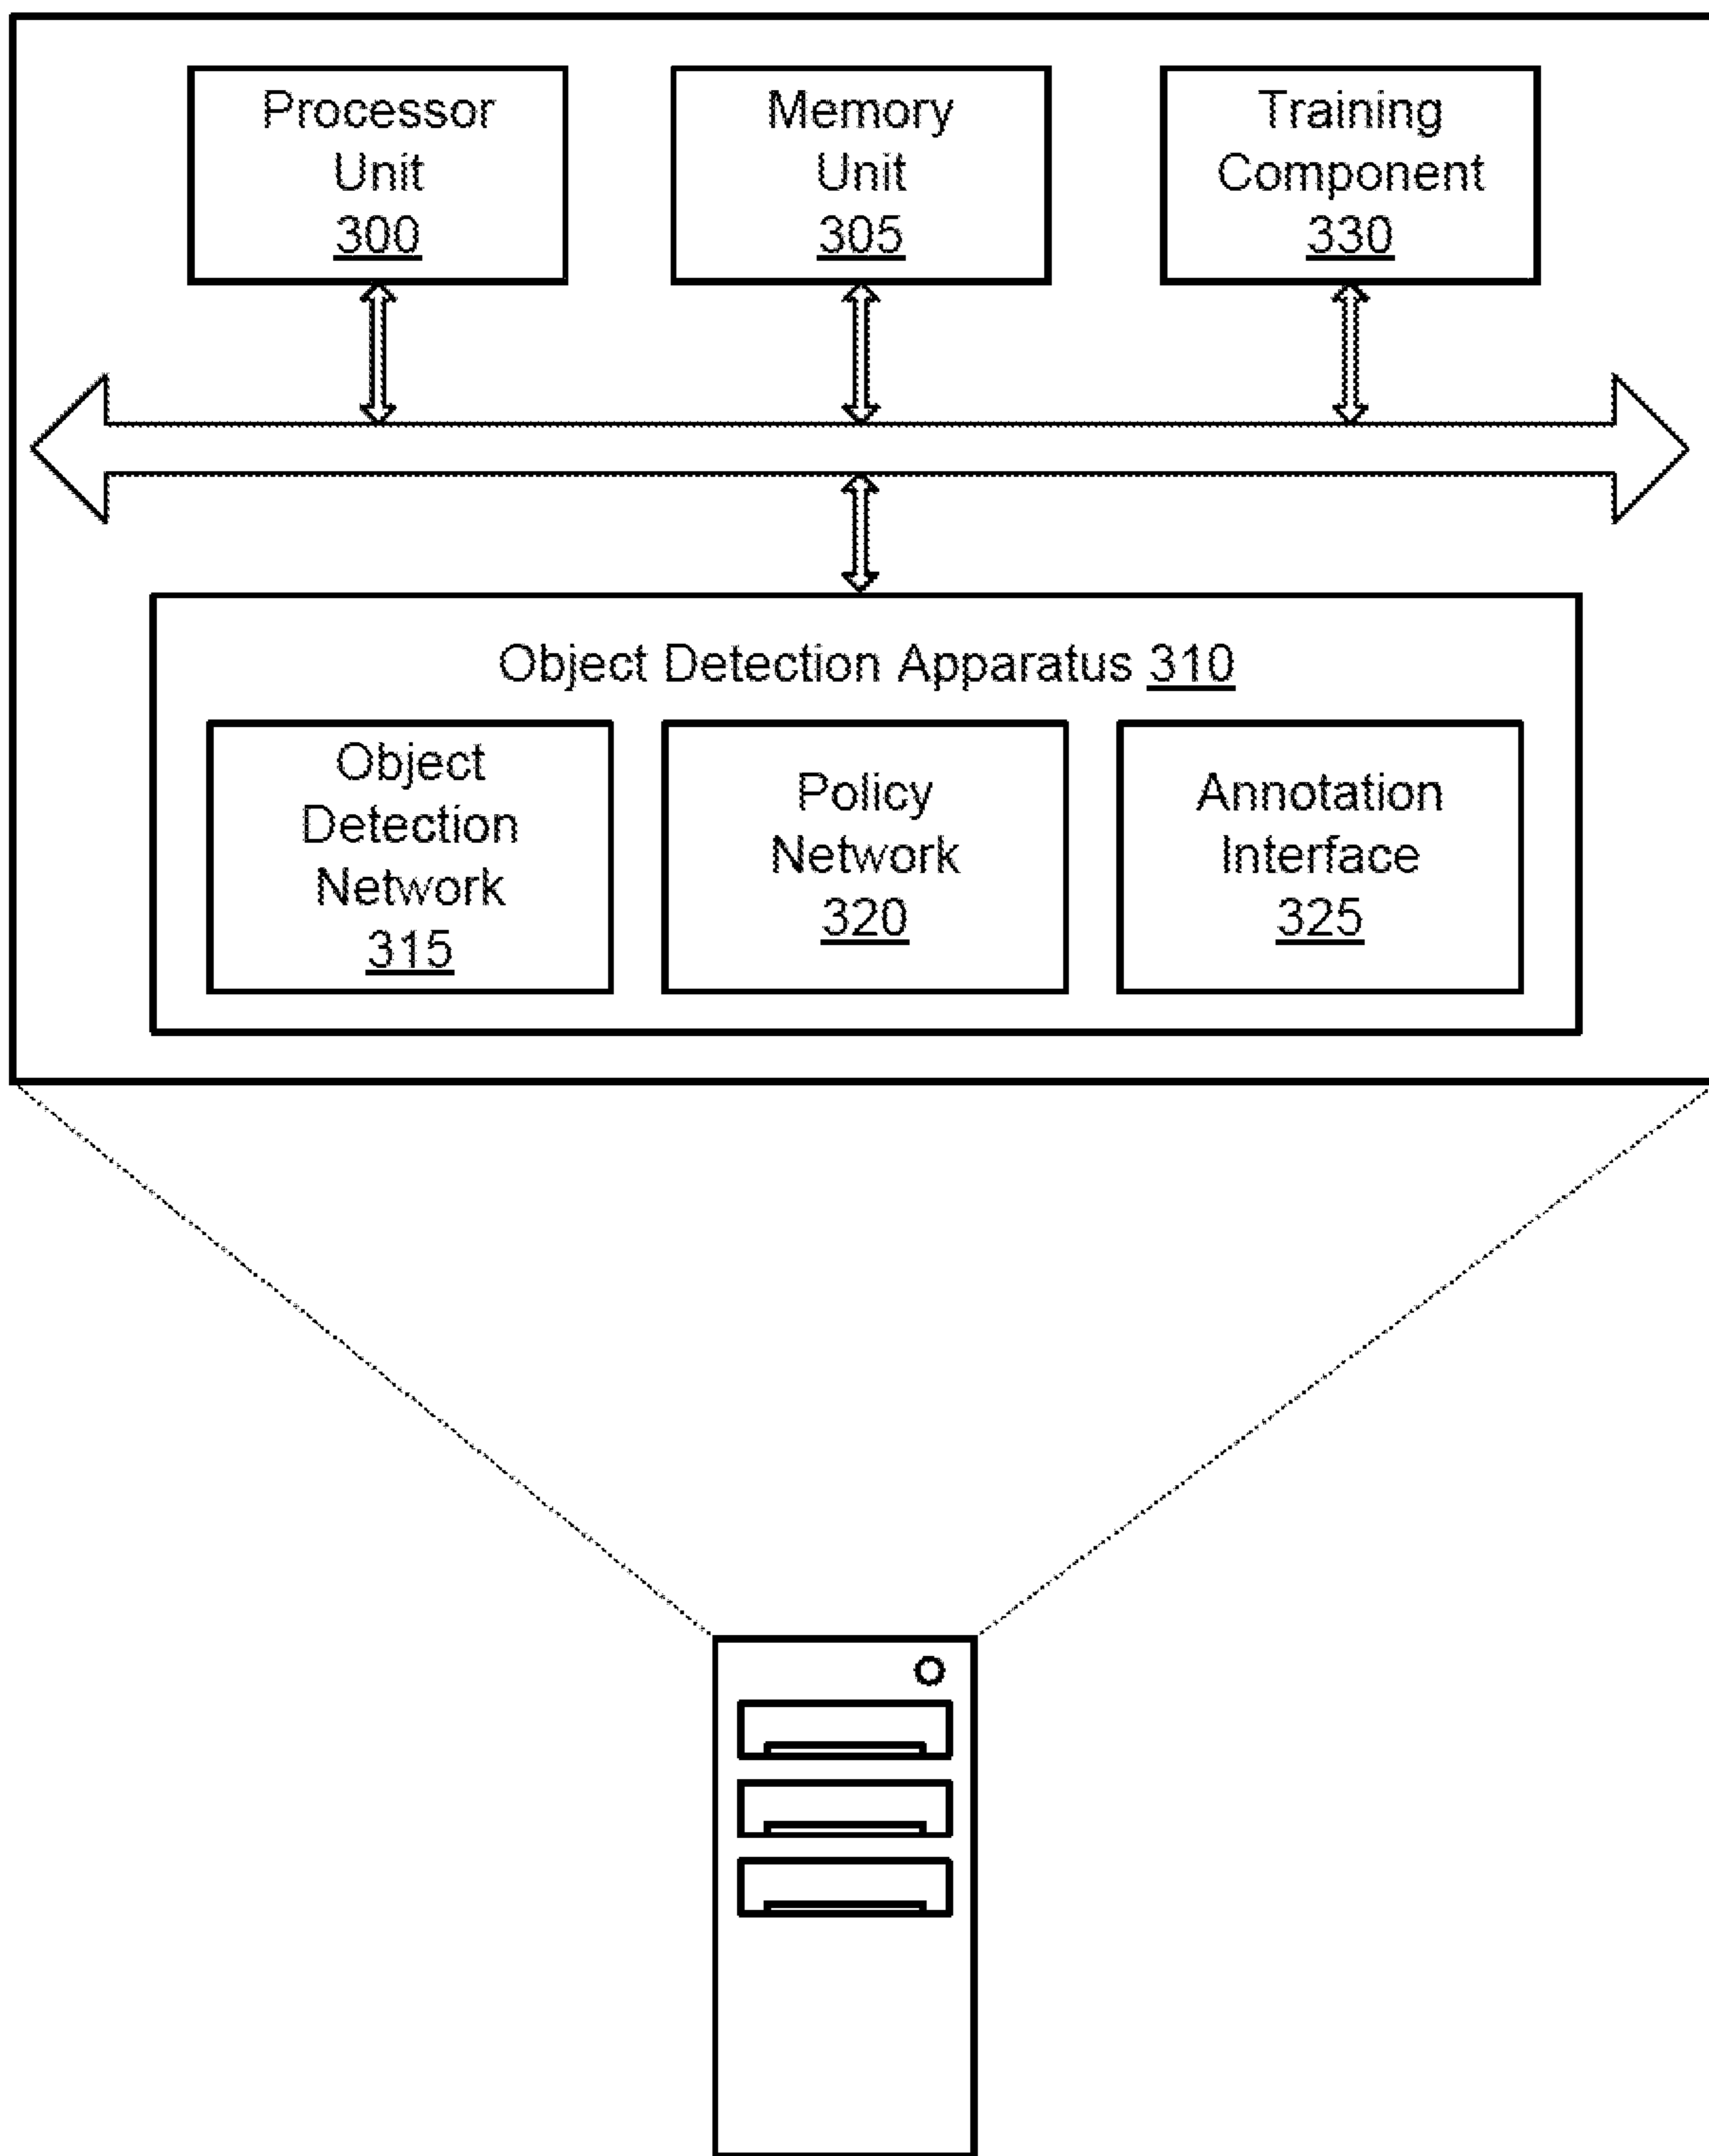 Processor
Unit
300
Memory
Unit
305
Training
Component
330
Object Detection Apparatus 310
Object
Detection
Network
315
Policy
Network
320
Annotation
Interface
325